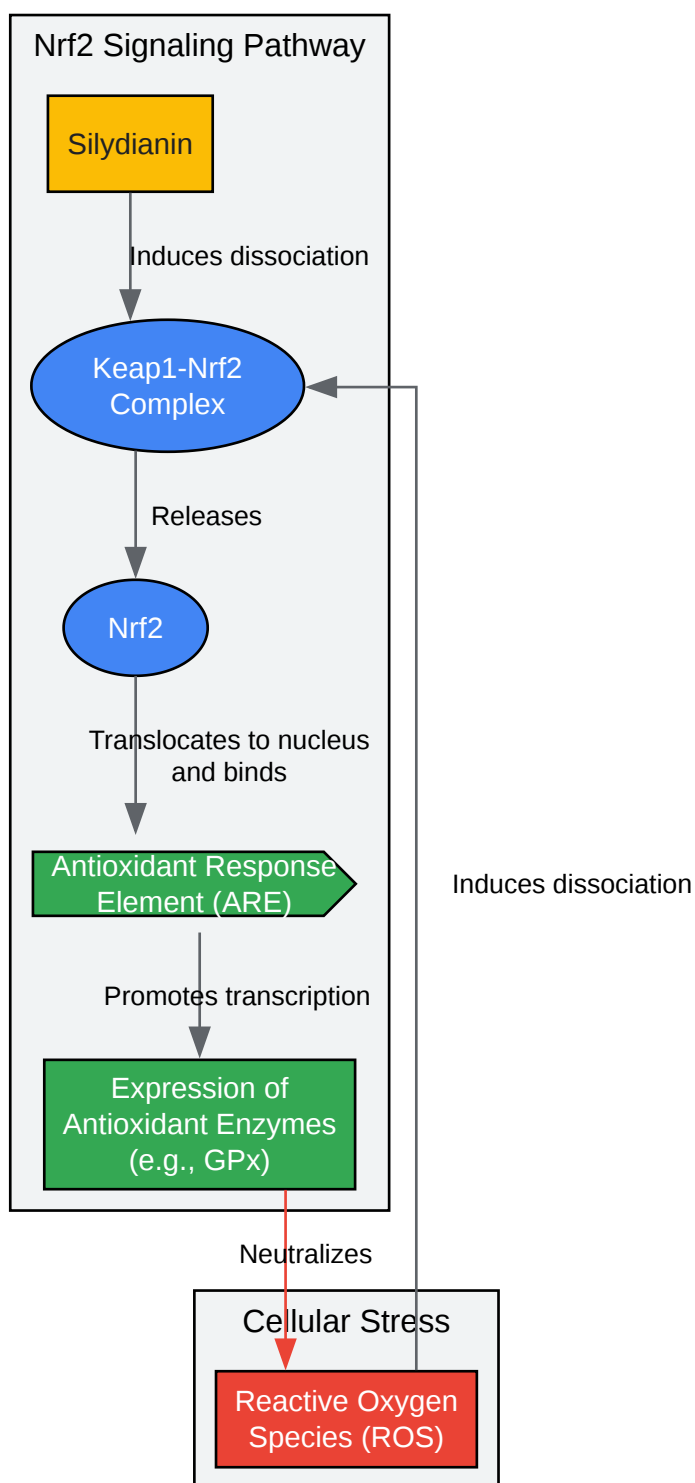 Nrf2 Signaling Pathway
Silydianin
Induces dissociation
Keap1-Nrf2
Complex
Releases
Nrf2
Translocates to nucleus
and binds
Antioxidant Response
Element (ARE)
Induces dissociation
Promotes transcription
Expression of
Antioxidant Enzymes
(e.g., GPx)
Neutralizes
Cellular Stress
Reactive Oxygen
Species (ROS)